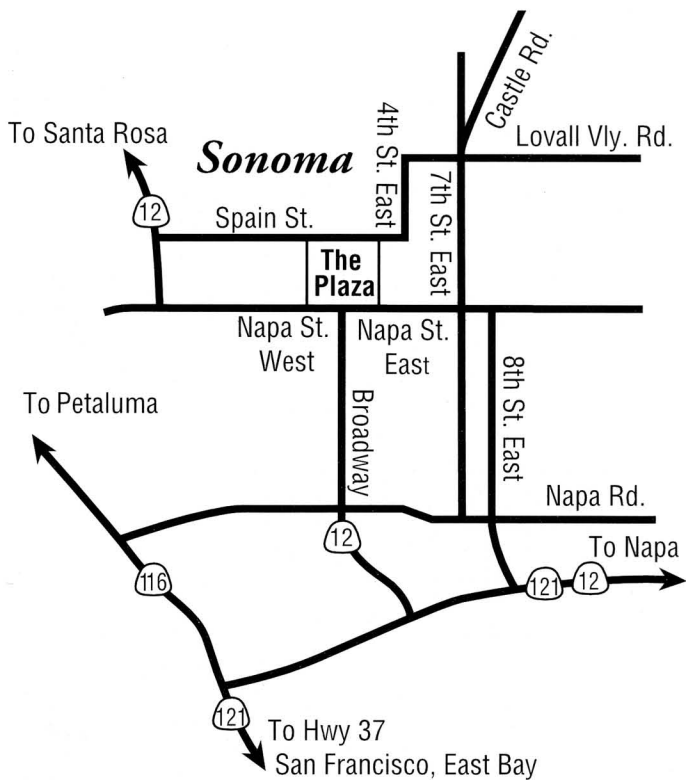 Castle Rd.
To Santa Rosa
Sonoma
4th St. East
Lovall Vly. Rd.
12
Spain St.
7th St. East
The
Plaza
Napa St.
West
Napa St.
East
8th St. East
To Petaluma
Broadway
Napa Rd.
12
To Napa
116
121
12
121
To Hwy 37
San Francisco, East Bay